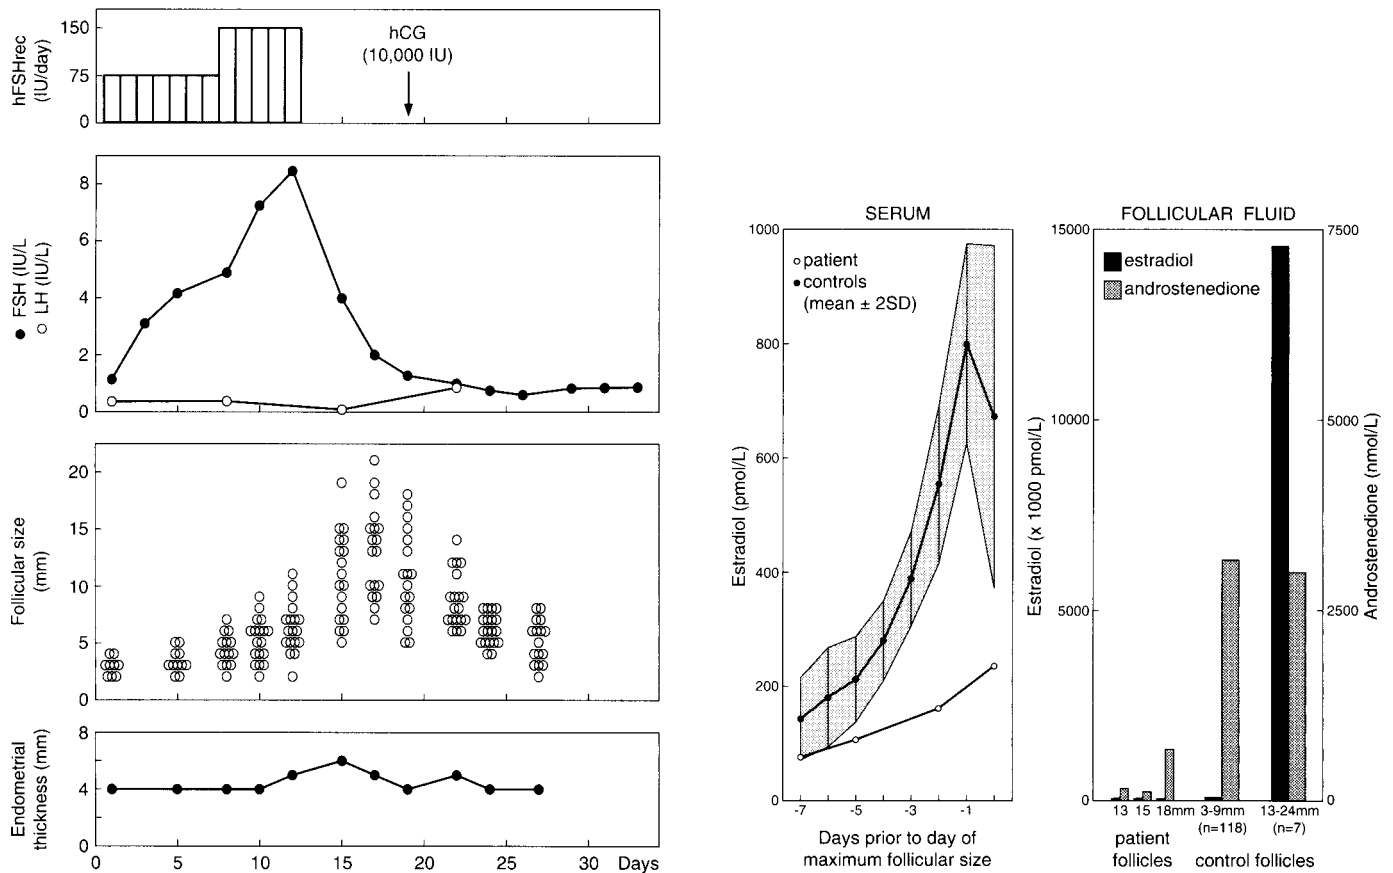 hFSHrec
(IU/day)
150
75
0
hCG
(10,000 IU)
● FSH (IU/L
○ LH (IU/L)
8
6
4
2
0
Follicular size
(mm)
20
15
10
5
0
Endometrial
thickness (mm)
8
4
0
0 5 10 15 20 25 30 Days
SERUM
1000
800
600
400
200
0
Estradiol (pmol/L)
patient
controls
(mean ± 2SD)
-7 -5 -3 -1
Days prior to day of
maximum follicular size
FOLLICULAR FLUID
15000
10000
5000
0
Estradiol (x 1000 pmol/L)
estradiol
androstenedione
7500
5000
2500
0
Androstenedione (nmol/L)
13 15 18mm 3-9mm 13-24mm
(n=118) (n=7)
patient
follicles
control follicles